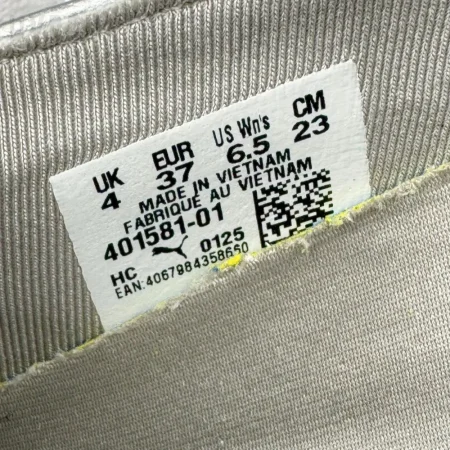 UK EUR US Wn's CM
4 37 6.5 23
MADE IN VIETNAM
FABRIQUÉ AU VIETNAM
401581-01
HC 0125
EAN:4067984358660